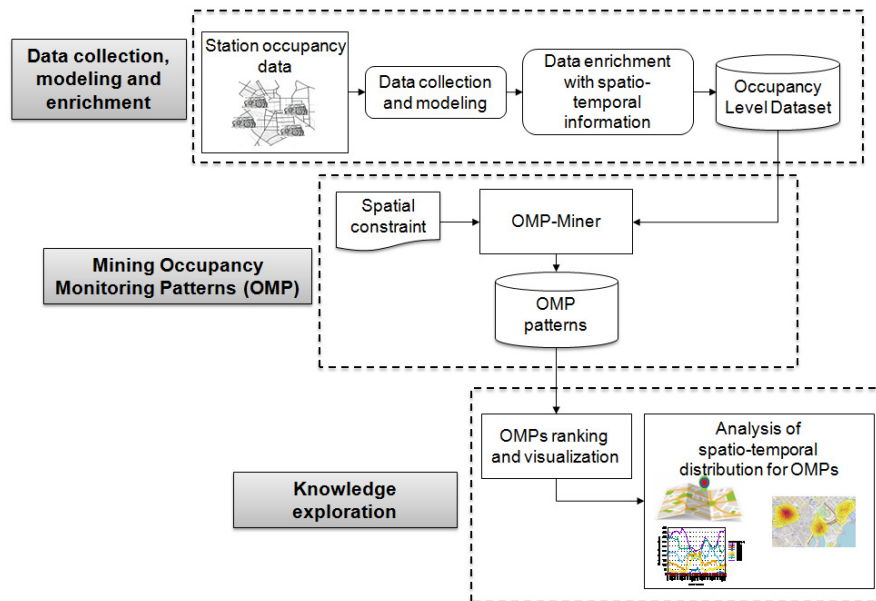 Data collection,
modeling and
enrichment
Station occupancy
data
Data collection
and modeling
Data enrichment
with spatio-
temporal
information
Occupancy
Level Dataset
Mining Occupancy
Monitoring Patterns (OMP)
Spatial
constraint
OMP-Miner
OMP
patterns
Knowledge
exploration
OMPs ranking
and visualization
Analysis of
spatio-temporal
distribution for OMPs